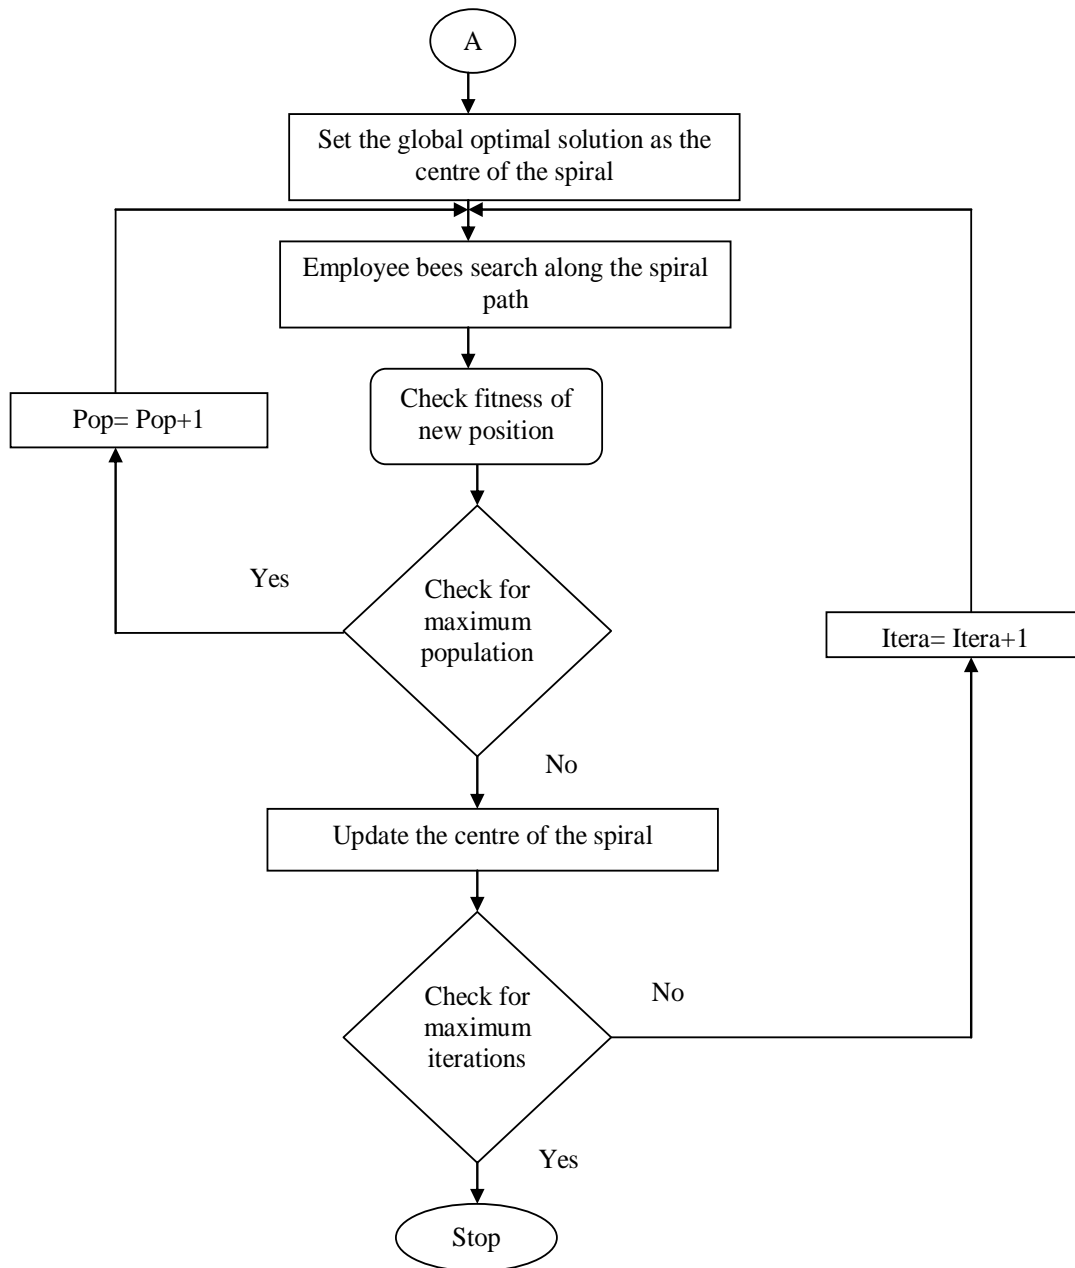 A
Set the global optimal solution as the
centre of the spiral
Employee bees search along the spiral
path
Check fitness of
new position
Pop= Pop+1
Yes
Check for
maximum
population
Itera= Itera+1
No
Update the centre of the spiral
Check for
maximum
iterations
No
Yes
Stop